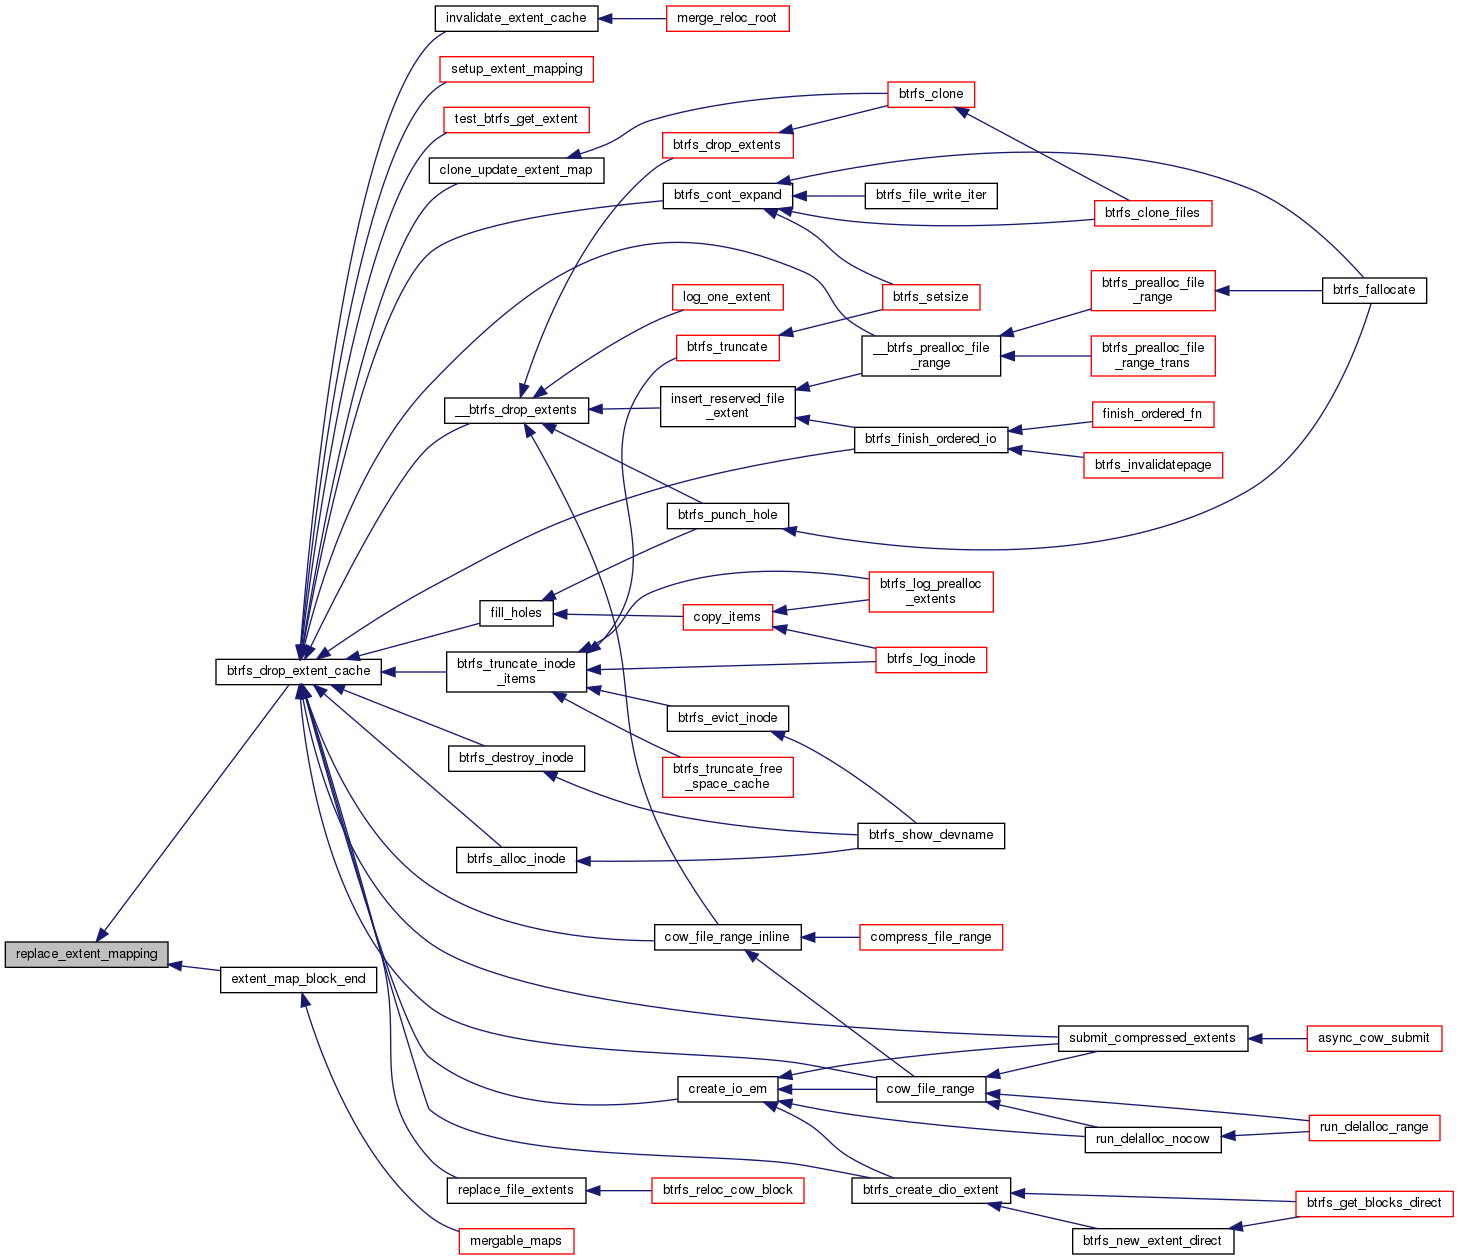 invalidate_extent_cache
merge_reloc_root
setup_extent_mapping
test_btrfs_get_extent
btrfs_clone
btrfs_drop_extents
clone_update_extent_map
btrfs_cont_expand
btrfs_file_write_iter
btrfs_clone_files
log_one_extent
btrfs_setsize
btrfs_prealloc_file
_range
btrfs_fallocate
btrfs_truncate
__btrfs_prealloc_file
_range
btrfs_prealloc_file
_range_trans
__btrfs_drop_extents
insert_reserved_file
_extent
finish_ordered_fn
btrfs_finish_ordered_io
btrfs_invalidatepage
btrfs_punch_hole
btrfs_log_prealloc
_extents
fill_holes
copy_items
btrfs_log_inode
btrfs_drop_extent_cache
btrfs_truncate_inode
_items
btrfs_evict_inode
btrfs_destroy_inode
btrfs_truncate_free
_space_cache
btrfs_show_devname
btrfs_alloc_inode
cow_file_range_inline
compress_file_range
replace_extent_mapping
extent_map_block_end
submit_compressed_extents
async_cow_submit
create_io_em
cow_file_range
run_delalloc_range
run_delalloc_nocow
replace_file_extents
btrfs_reloc_cow_block
btrfs_create_dio_extent
btrfs_get_blocks_direct
mergable_maps
btrfs_new_extent_direct